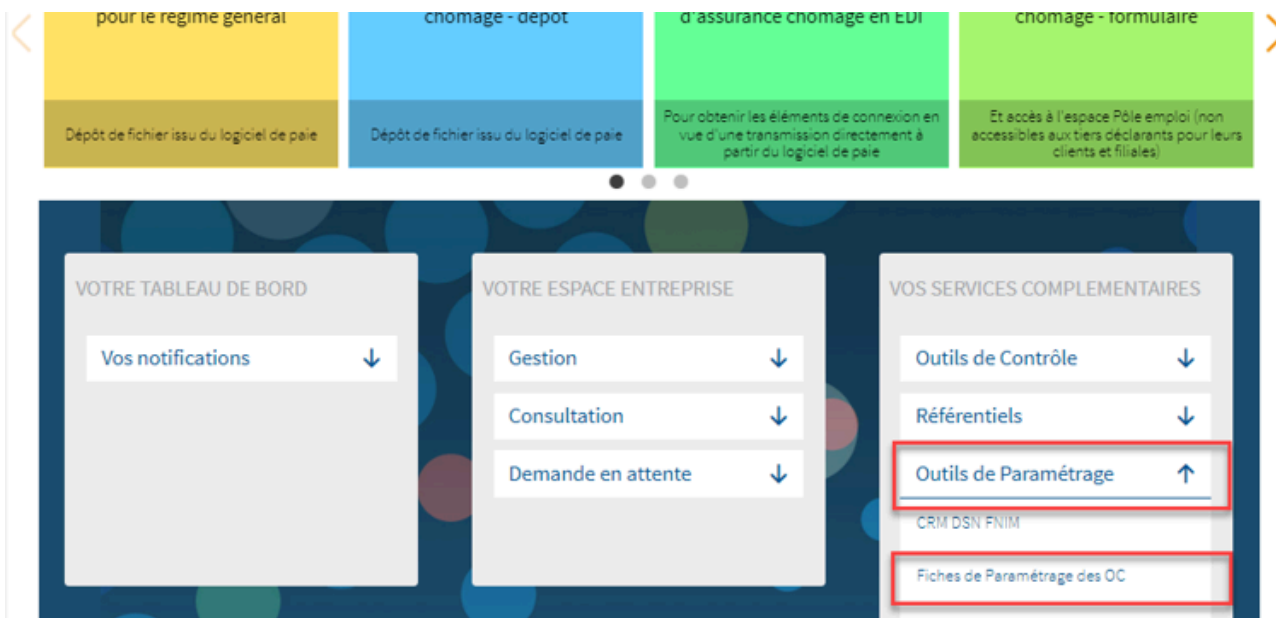 pour le régime général
chômage - dépôt
d'assurance chômage en EDI
chômage - formulaire
Dépôt de fichier issu du logiciel de paie
Dépôt de fichier issu du logiciel de paie
Pour obtenir les éléments de connexion en
vue d'une transmission directement à
partir du logiciel de paie
Et accès à l'espace Pôle emploi (non
accessibles aux tiers déclarants pour leurs
clients et filiales)
VOTRE TABLEAU DE BORD
Vos notifications
VOTRE ESPACE ENTREPRISE
Gestion
Consultation
Demande en attente
VOS SERVICES COMPLEMENTAIRES
Outils de Contrôle
Référentiels
Outils de Paramétrage
CRM DSN FNIM
Fiches de Paramétrage des OC